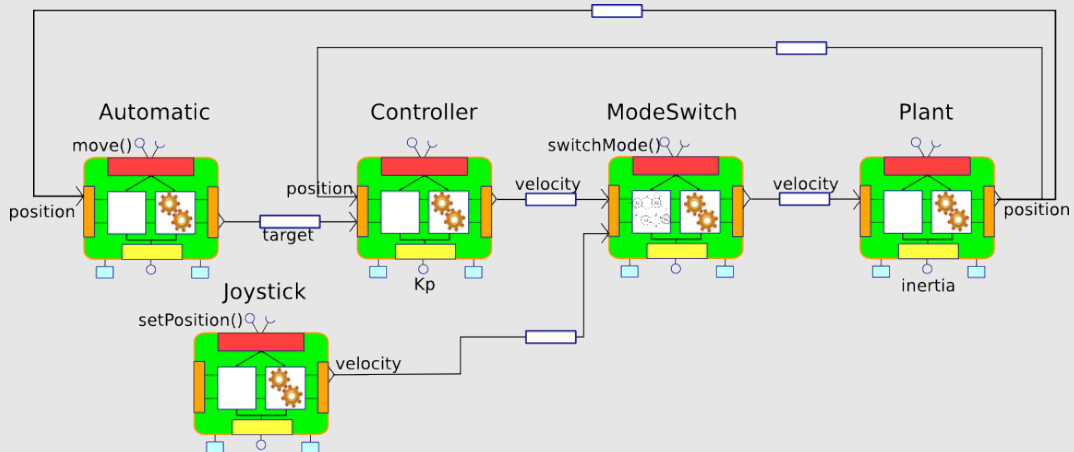 Automatic
Controller
ModeSwitch
Plant
move()
switchMode()
position
position
velocity
velocity
position
target
Kp
inertia
Joystick
setPosition()
velocity